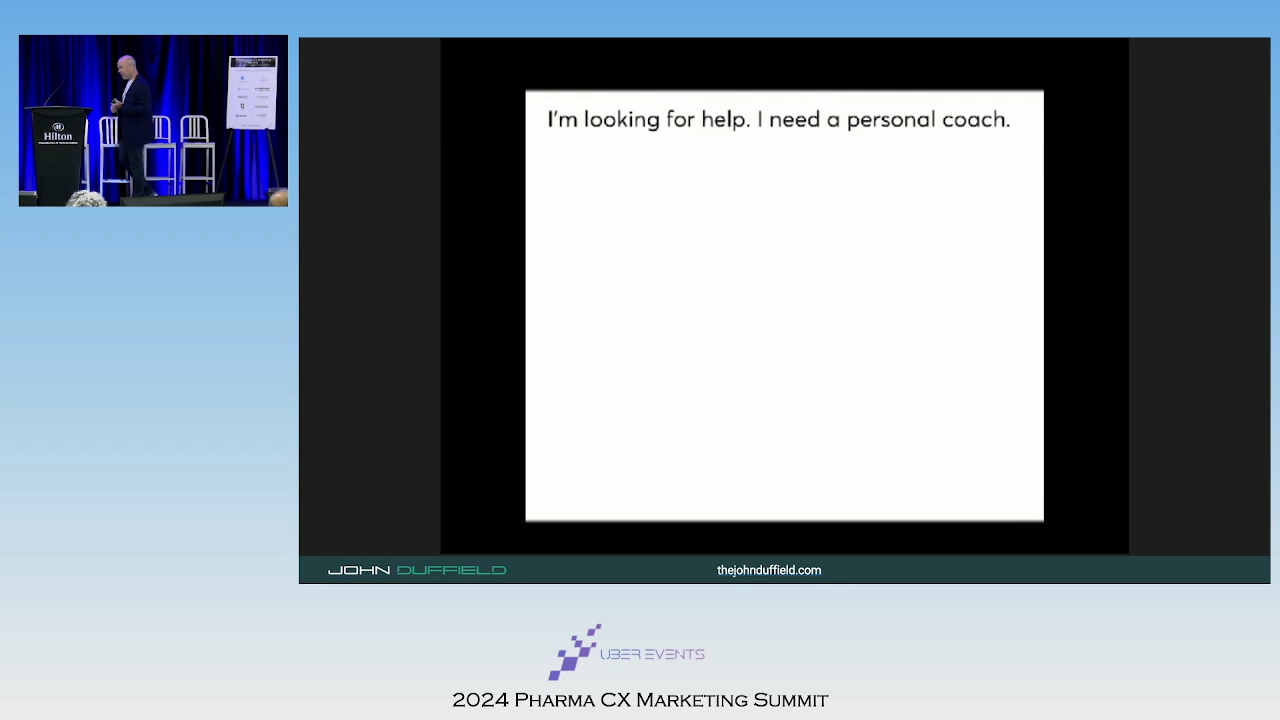 Hilton
I'm looking for help. I need a personal coach.
JOHN DUFFIELD
thejohnduffield.com
UBER EVENTS
2024 PHARMA CX MARKETING SUMMIT